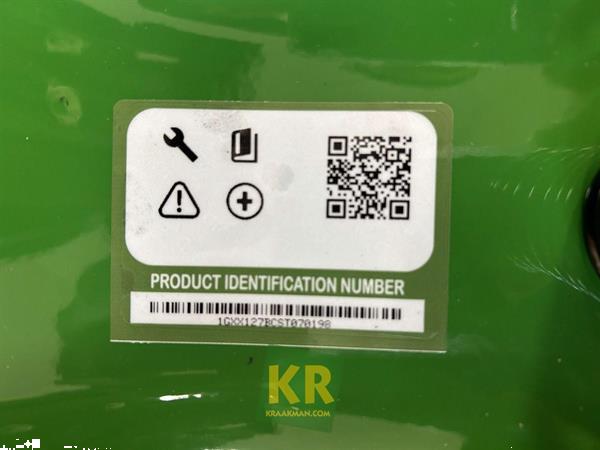 PRODUCT IDENTIFICATION NUMBER
1GXX127BCST070198
KR
KRAAKMAN.COM